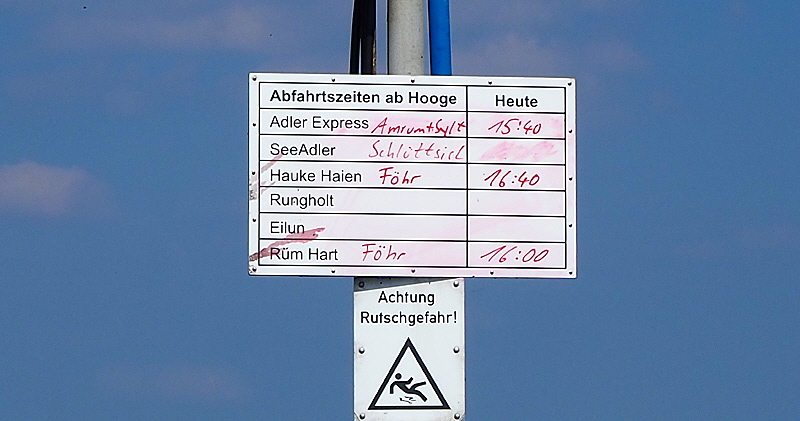 Abfahrtszeiten ab Hooge Heute
Adler Express Amrum+Sylt 15:40
SeeAdler Schlüttsiel
Hauke Haien Föhr 16:40
Rungholt
Eilun
Rüm Hart Föhr 16:00
Achtung
Rutschgefahr!